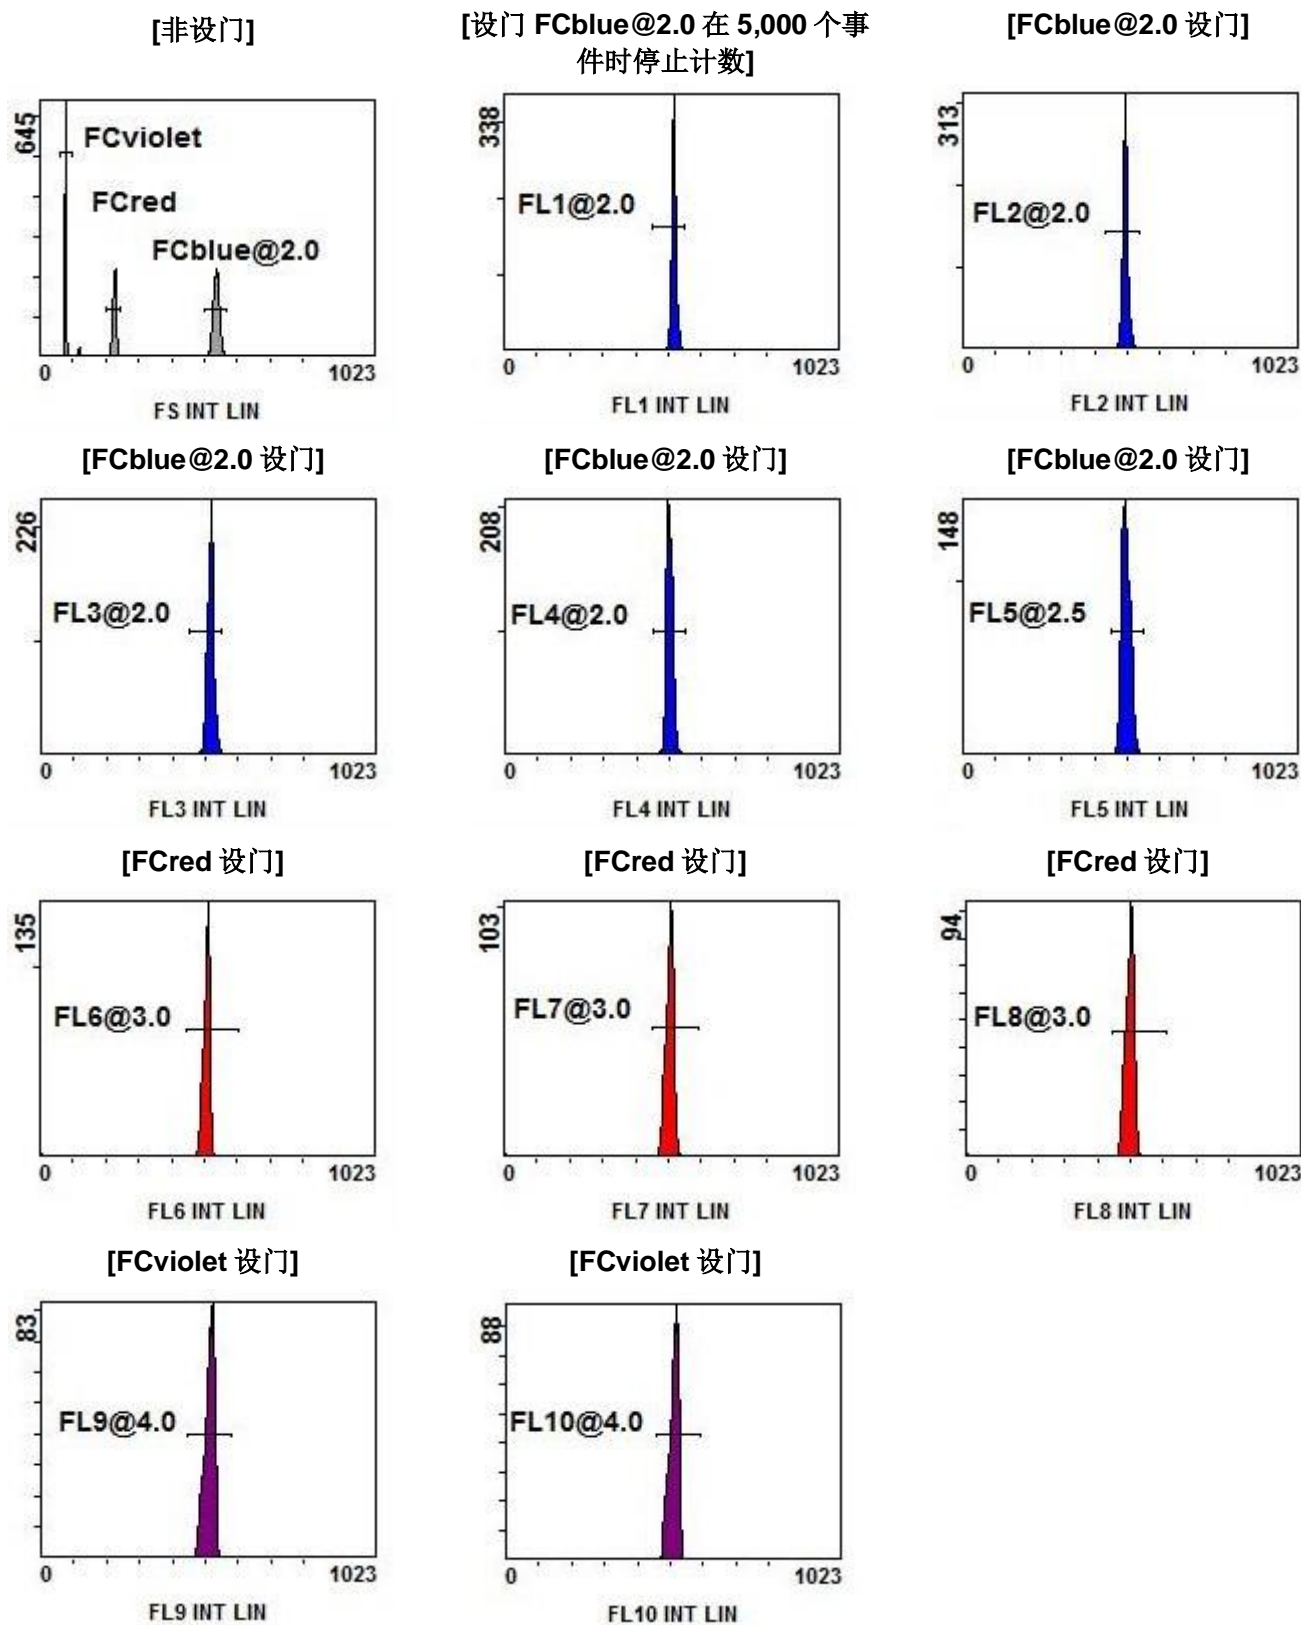 [非设门]
[设门 FCblue@2.0 在 5,000 个事
件时停止计数]
[FCblue@2.0 设门]
645
FCviolet
FCred
FCblue@2.0
0
1023
FS INT LIN
338
FL1@2.0
0
1023
FL1 INT LIN
313
FL2@2.0
0
1023
FL2 INT LIN
[FCblue@2.0 设门]
[FCblue@2.0 设门]
[FCblue@2.0 设门]
226
FL3@2.0
0
1023
FL3 INT LIN
208
FL4@2.0
0
1023
FL4 INT LIN
148
FL5@2.5
0
1023
FL5 INT LIN
[FCred 设门]
[FCred 设门]
[FCred 设门]
135
FL6@3.0
0
1023
FL6 INT LIN
103
FL7@3.0
0
1023
FL7 INT LIN
94
FL8@3.0
0
1023
FL8 INT LIN
[FCviolet 设门]
[FCviolet 设门]
83
FL9@4.0
0
1023
FL9 INT LIN
88
FL10@4.0
0
1023
FL10 INT LIN